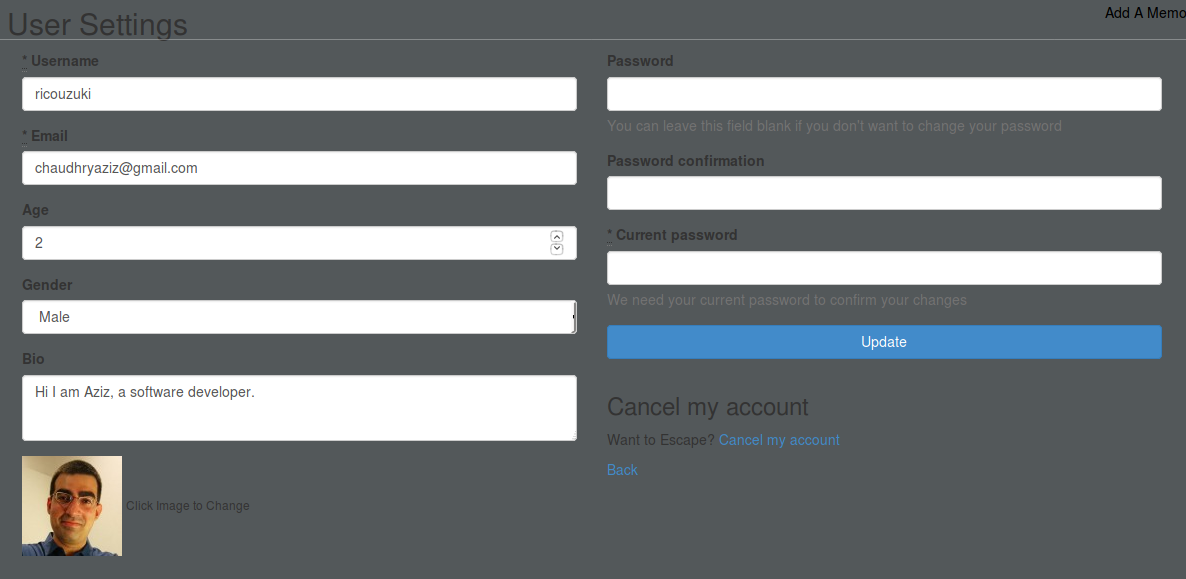 User Settings
Add A Memo
* Username
ricouzuki
* Email
chaudhryaziz@gmail.com
Age
2
Gender
Male
Bio
Hi I am Aziz, a software developer.
Click Image to Change
Password
You can leave this field blank if you don't want to change your password
Password confirmation
* Current password
We need your current password to confirm your changes
Update
Cancel my account
Want to Escape? Cancel my account
Back